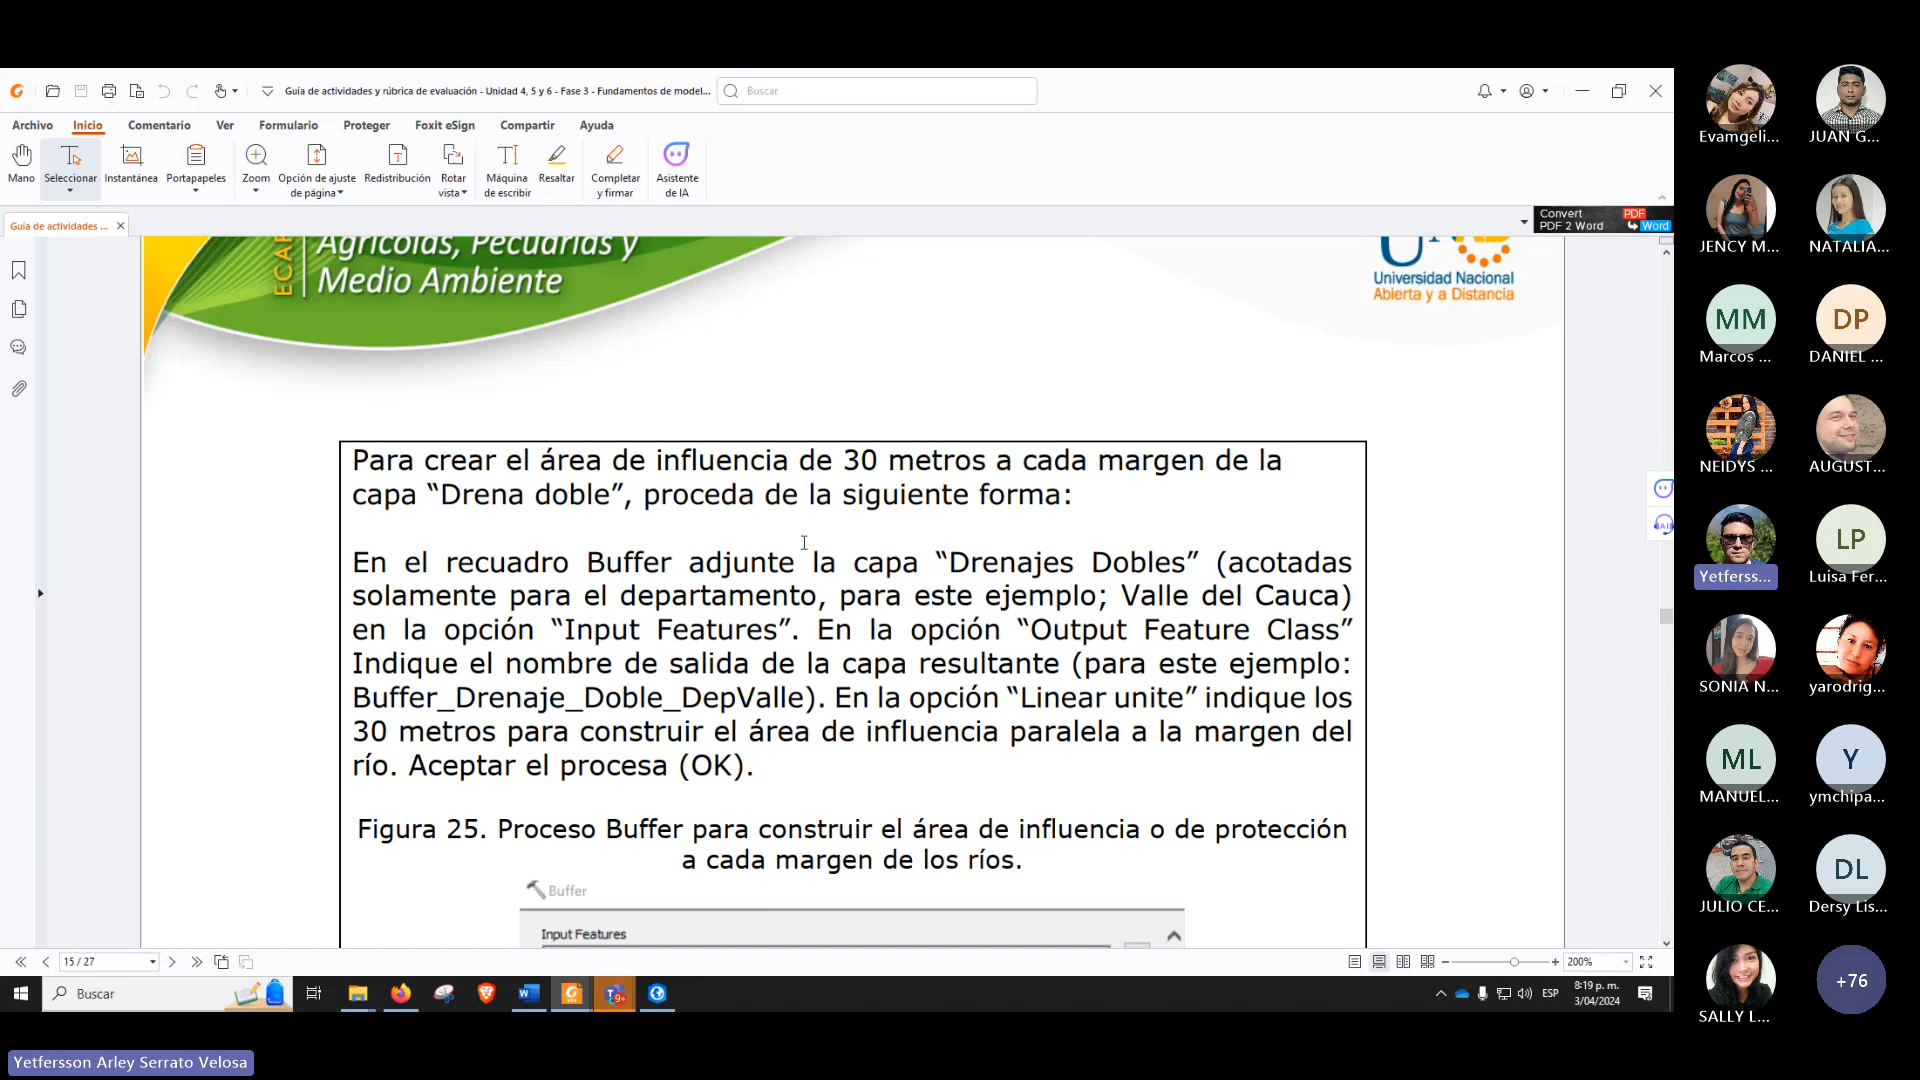 Guía de actividades y rúbrica de evaluación - Unidad 4, 5 y 6 - Fase 3 - Fundamentos de model...
Buscar
Archivo Inicio Comentario Ver Formulario Proteger Foxit eSign Compartir Ayuda
Mano
Seleccionar
Instantánea
Portapapeles
Zoom
Opción de ajuste
de página
Redistribución
Rotar
vista
Máquina
de escribir
Resaltar
Completar
y firmar
Asistente
de IA
Guía de actividades ...
Convert
PDF 2 Word
PDF
Word
ECAP
Agrícolas, Pecuarias y
Medio Ambiente
Universidad Nacional
Abierta y a Distancia
Para crear el área de influencia de 30 metros a cada margen de la
capa “Drena doble”, proceda de la siguiente forma:
En el recuadro Buffer adjunte la capa “Drenajes Dobles” (acotadas
solamente para el departamento, para este ejemplo; Valle del Cauca)
en la opción “Input Features”. En la opción “Output Feature Class”
Indique el nombre de salida de la capa resultante (para este ejemplo:
Buffer_Drenaje_Doble_DepValle). En la opción “Linear unite” indique los
30 metros para construir el área de influencia paralela a la margen del
río. Aceptar el procesa (OK).
Figura 25. Proceso Buffer para construir el área de influencia o de protección
a cada margen de los ríos.
Buffer
Input Features
15 / 27
200%
Buscar
ESP
8:19 p. m.
3/04/2024
Yetfersson Arley Serrato Velosa
Evamgeli...
JUAN G...
JENCY M...
NATALIA...
MM
Marcos ...
DP
DANIEL ...
NEIDYS ...
AUGUST...
Yetferss...
LP
Luisa Fer...
SONIA N...
yarodrig...
ML
MANUEL...
Y
ymchipa...
JULIO CE...
DL
Dersy Lis...
SALLY L...
+76